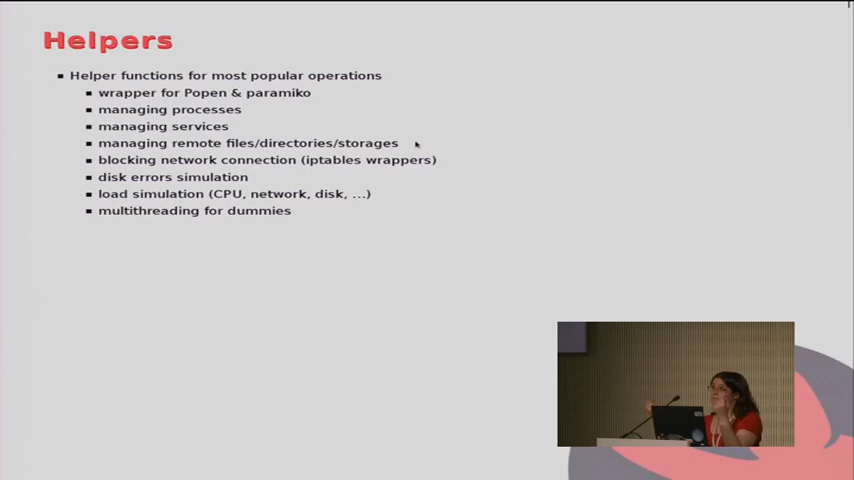 Helpers
Helper functions for most popular operations
wrapper for Popen & paramiko
managing processes
managing services
managing remote files/directories/storages
blocking network connection (iptables wrappers)
disk errors simulation
load simulation (CPU, network, disk, ...)
multithreading for dummies